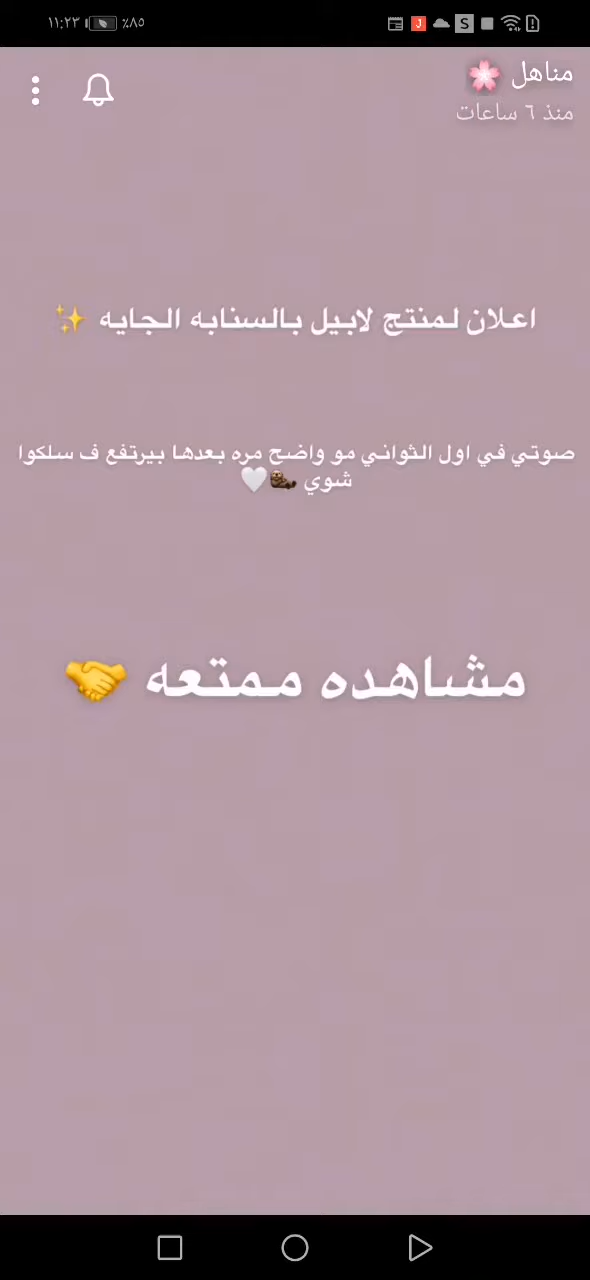 ١١:٢٣ ٪٨٥ J S
مناهل 🌸
منذ ٦ ساعات
اعلان لمنتج لابيل بالسنابه الجايه ✨
صوتي في اول الثواني مو واضح مره بعدها بيرتفع ف سلكوا
شوي 🦦🤍
مشاهده ممتعه 🤝